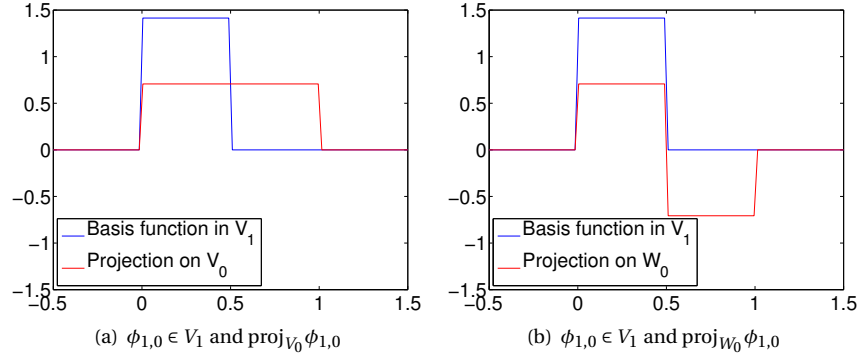 1.5
1
0.5
0
−0.5
−1
−1.5
−0.5 0 0.5 1 1.5
Basis function in V₁
Projection on V₀
(a) ϕ₁,₀ ∈ V₁ and proj_V₀ ϕ₁,₀
1.5
1
0.5
0
−0.5
−1
−1.5
−0.5 0 0.5 1 1.5
Basis function in V₁
Projection on W₀
(b) ϕ₁,₀ ∈ V₁ and proj_W₀ ϕ₁,₀